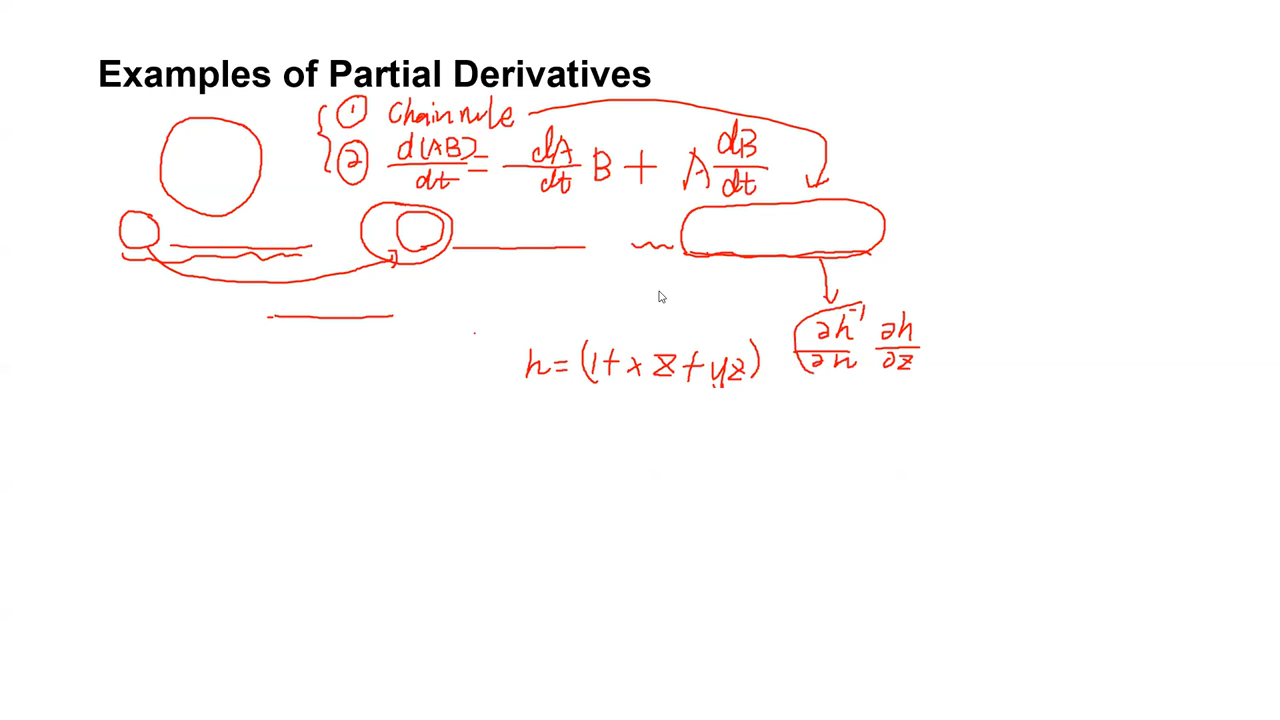 Examples of Partial Derivatives
① Chain rule
② d(AB)/dt = dA/dt B + A dB/dt
h = (1 + xz + yz) ∂h⁻¹/∂h ∂h/∂z